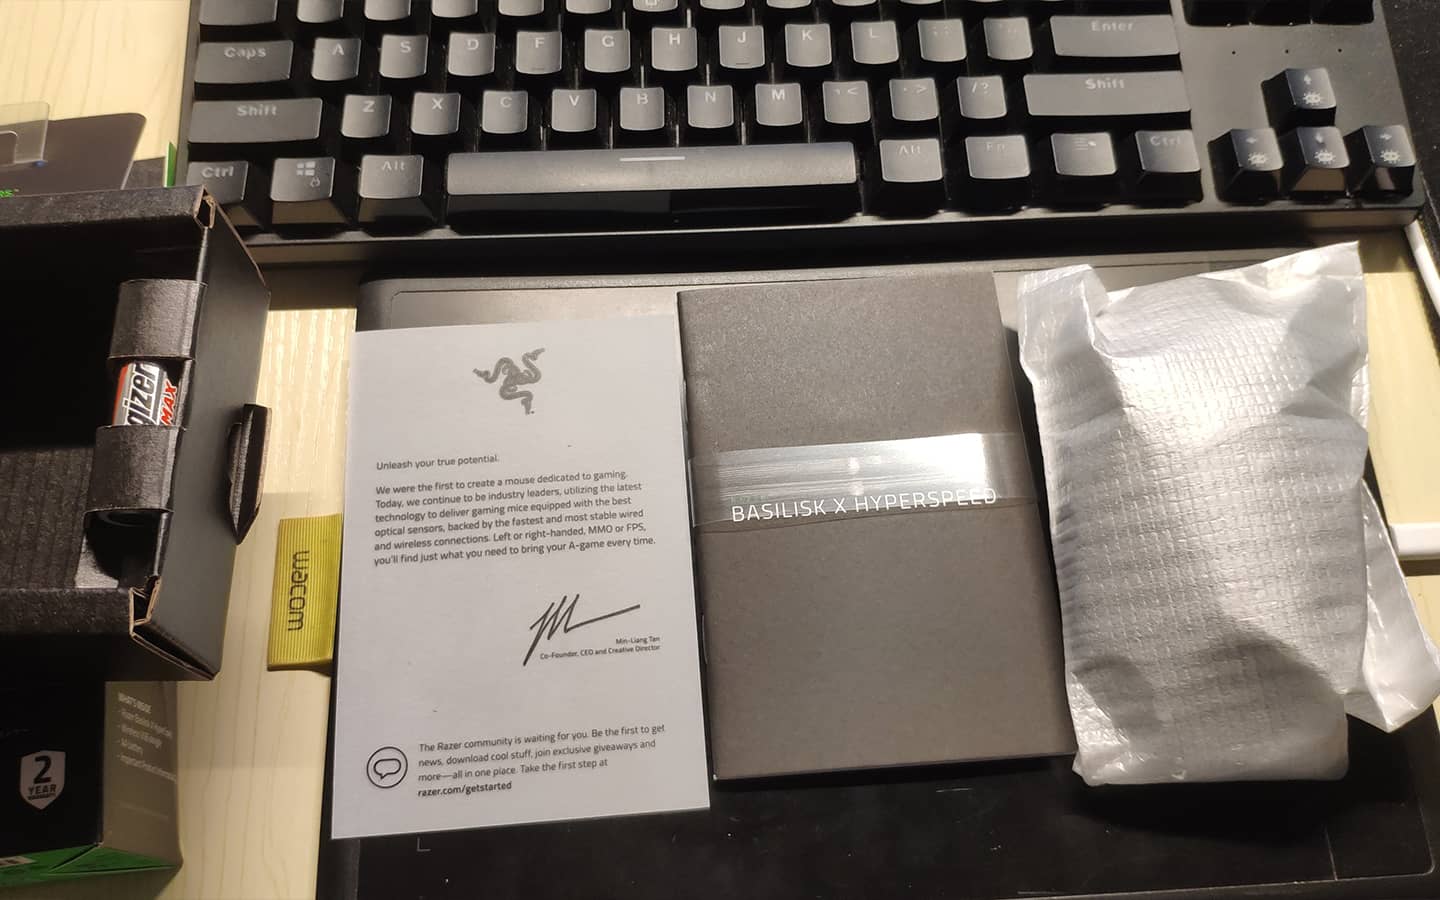 Caps A S D F G H J K L Enter
Shift Z X C V B N M < > /? Shift
Ctrl Alt Alt Fn Ctrl
Unleash your true potential.
We were the first to create a mouse dedicated to gaming.
Today, we continue to be industry leaders, utilizing the latest
technology to deliver gaming mice equipped with the best
optical sensors, backed by the fastest and most stable wired
and wireless connections. Left or right-handed, MMO or FPS,
you'll find just what you need to bring your A-game every time.
Min-Liang Tan
Co-Founder, CEO and Creative Director
The Razer community is waiting for you. Be the first to get
news, download cool stuff, join exclusive giveaways and
more—all in one place. Take the first step at
razer.com/getstarted
BASILISK X HYPERSPEED
wacom
gizer
MAX
WHAT'S INSIDE
2
YEAR
WARRANTY